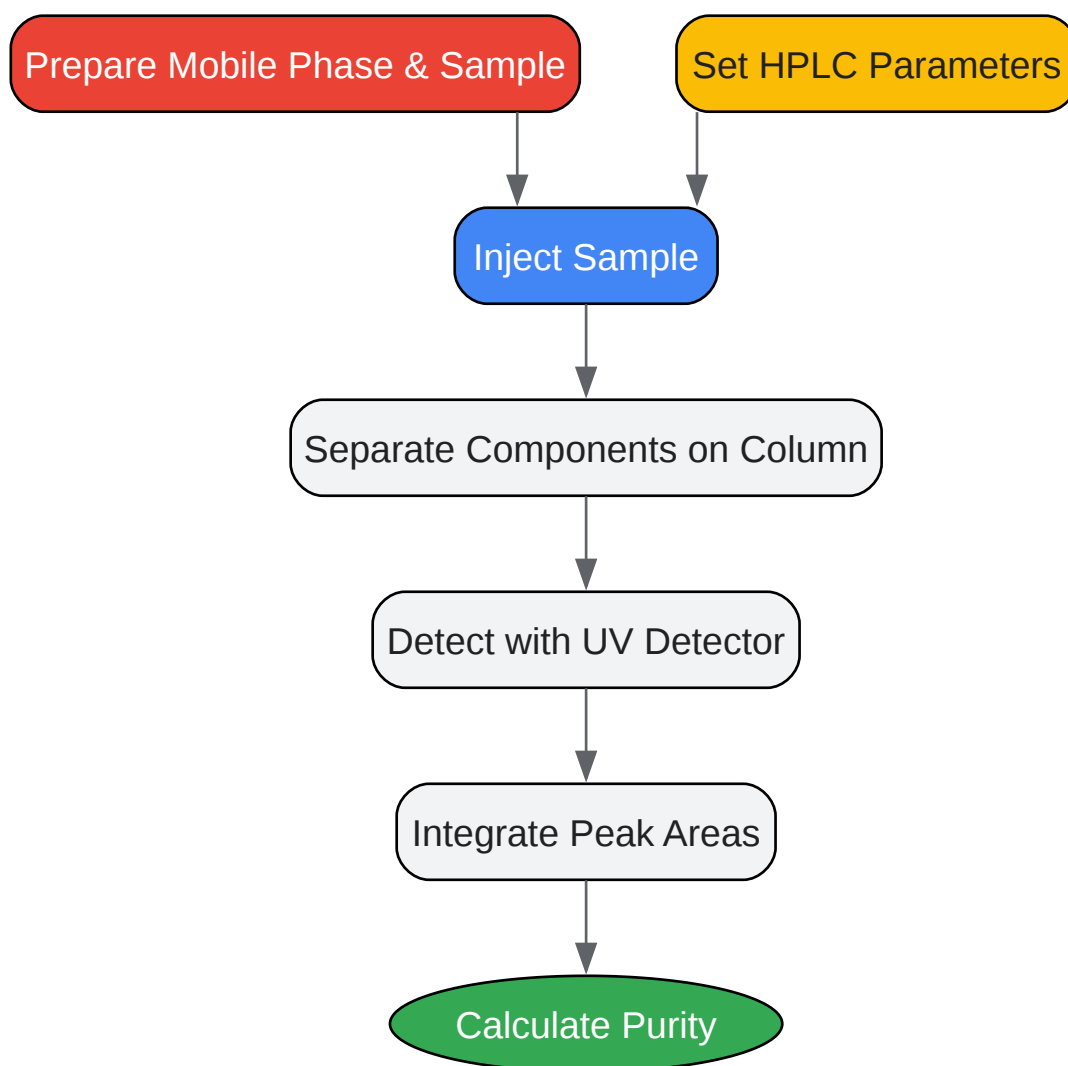 Prepare Mobile Phase & Sample
Set HPLC Parameters
Inject Sample
Separate Components on Column
Detect with UV Detector
Integrate Peak Areas
Calculate Purity